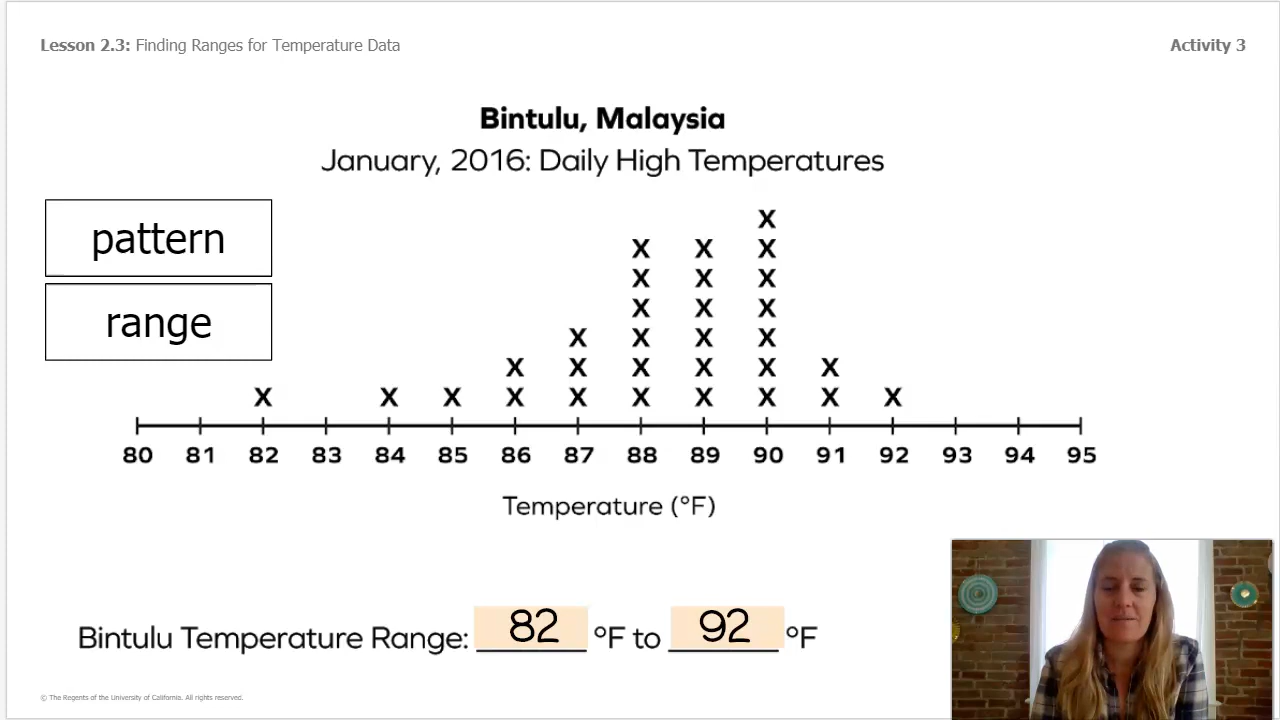 Lesson 2.3: Finding Ranges for Temperature Data
Activity 3
Bintulu, Malaysia
January, 2016: Daily High Temperatures
pattern
range
X
X X X
X X X
X X X
X X X X
X X X X X X
X X X X X X X X X
80 81 82 83 84 85 86 87 88 89 90 91 92 93 94 95
Temperature (°F)
Bintulu Temperature Range: 82 °F to 92 °F
© The Regents of the University of California. All rights reserved.